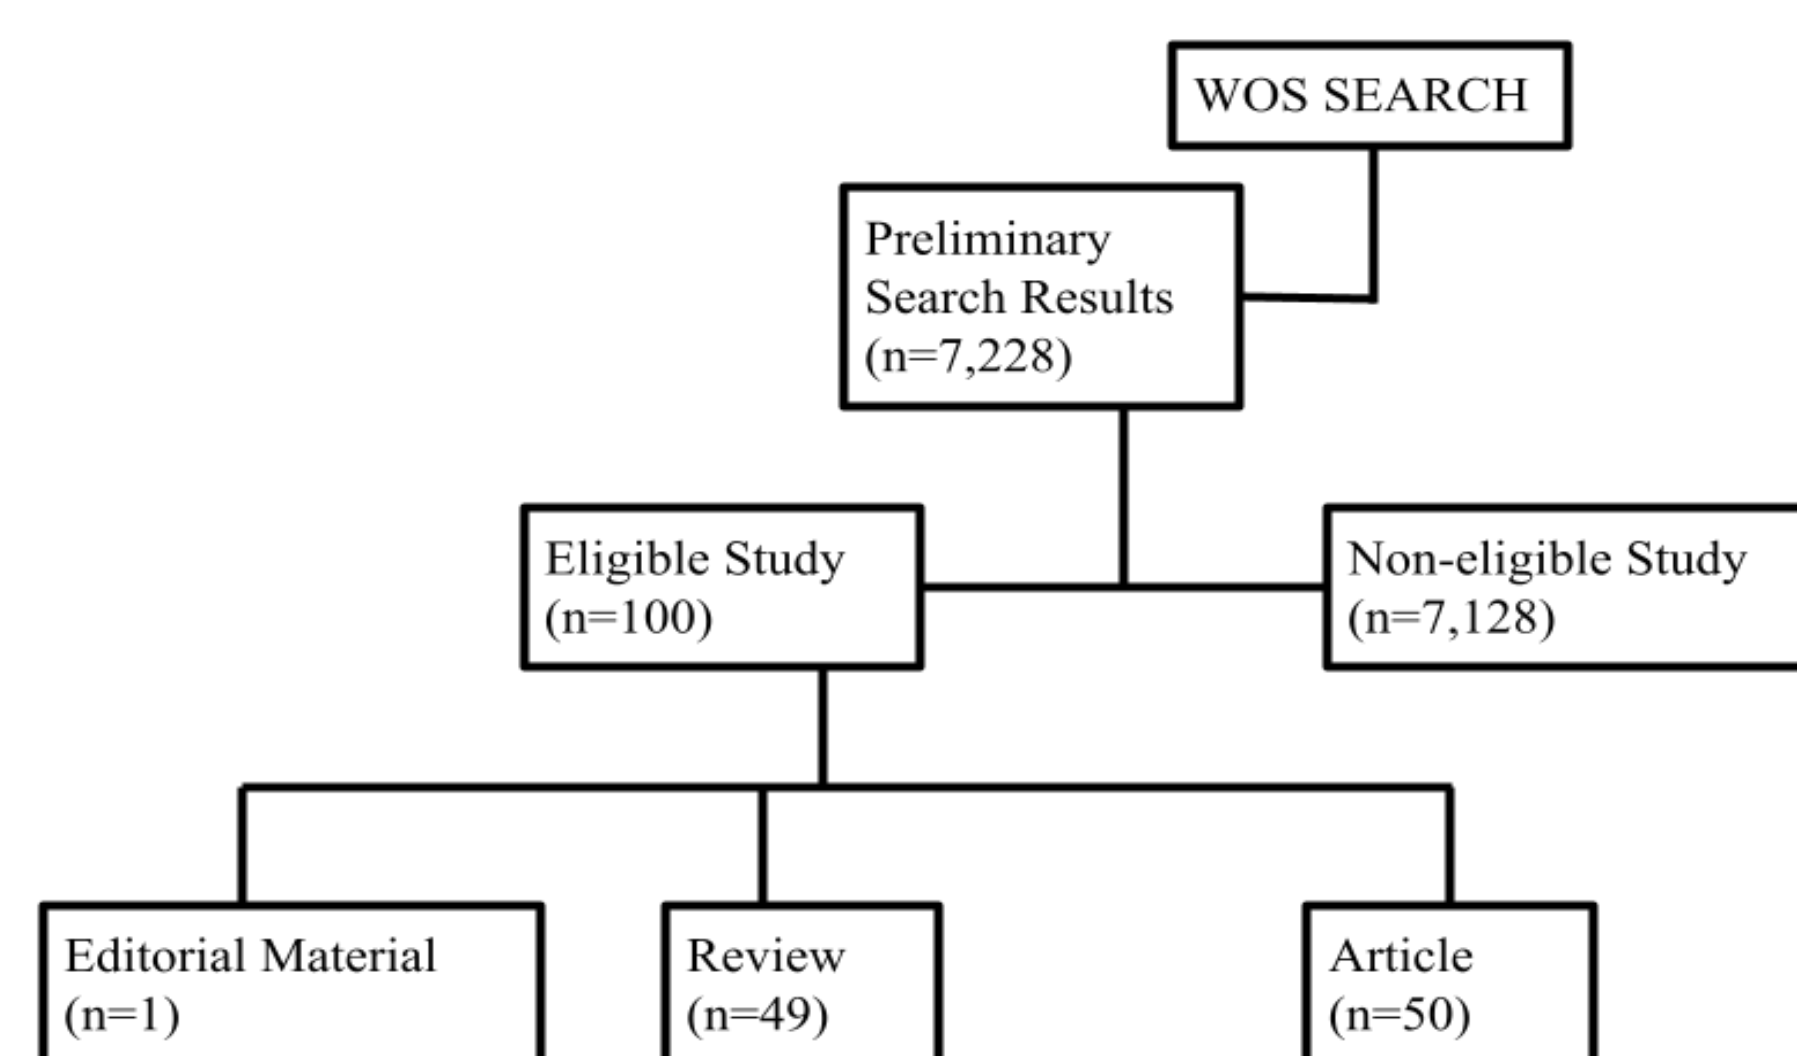 WOS SEARCH
Preliminary
Search Results
(n=7,228)
Eligible Study
(n=100)
Non-eligible Study
(n=7,128)
Editorial Material
(n=1)
Review
(n=49)
Article
(n=50)